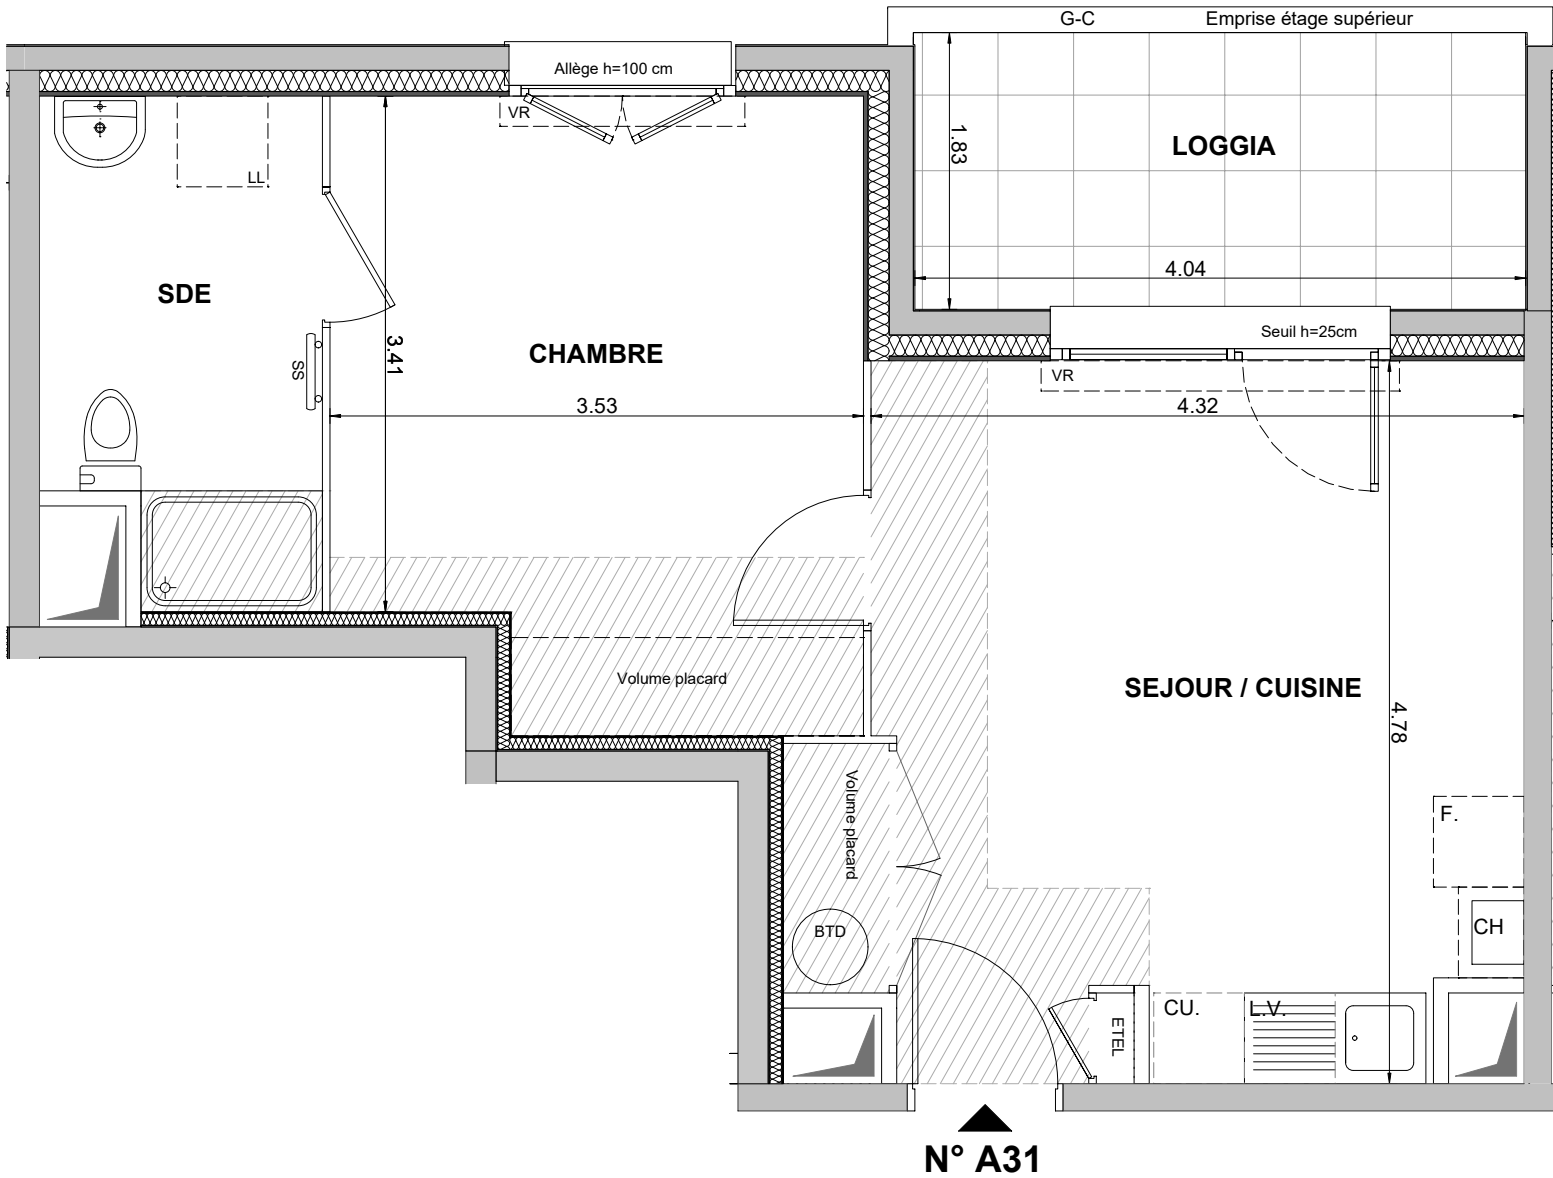 G-C
Emprise étage supérieur
Allège h=100 cm
VR
LL
1.83
LOGGIA
4.04
SDE
SS
3.41
CHAMBRE
3.53
Seuil h=25cm
VR
4.32
Volume placard
SEJOUR / CUISINE
4.78
Volume placard
F.
BTD
CH
ETEL
CU.
L.V.
N° A31